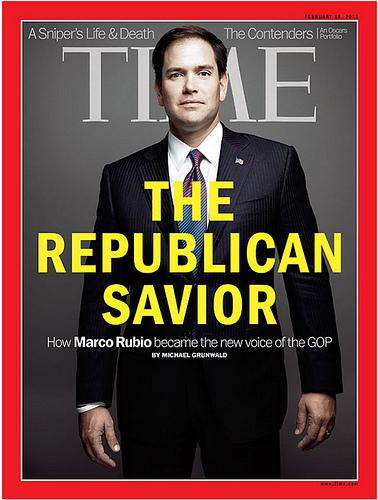 FEBRUARY 18, 2013
A Sniper's Life & Death
The Contenders | An Oscars Portfolio
TIME
THE
REPUBLICAN
SAVIOR
How Marco Rubio became the new voice of the GOP
BY MICHAEL GRUNWALD
www.time.com